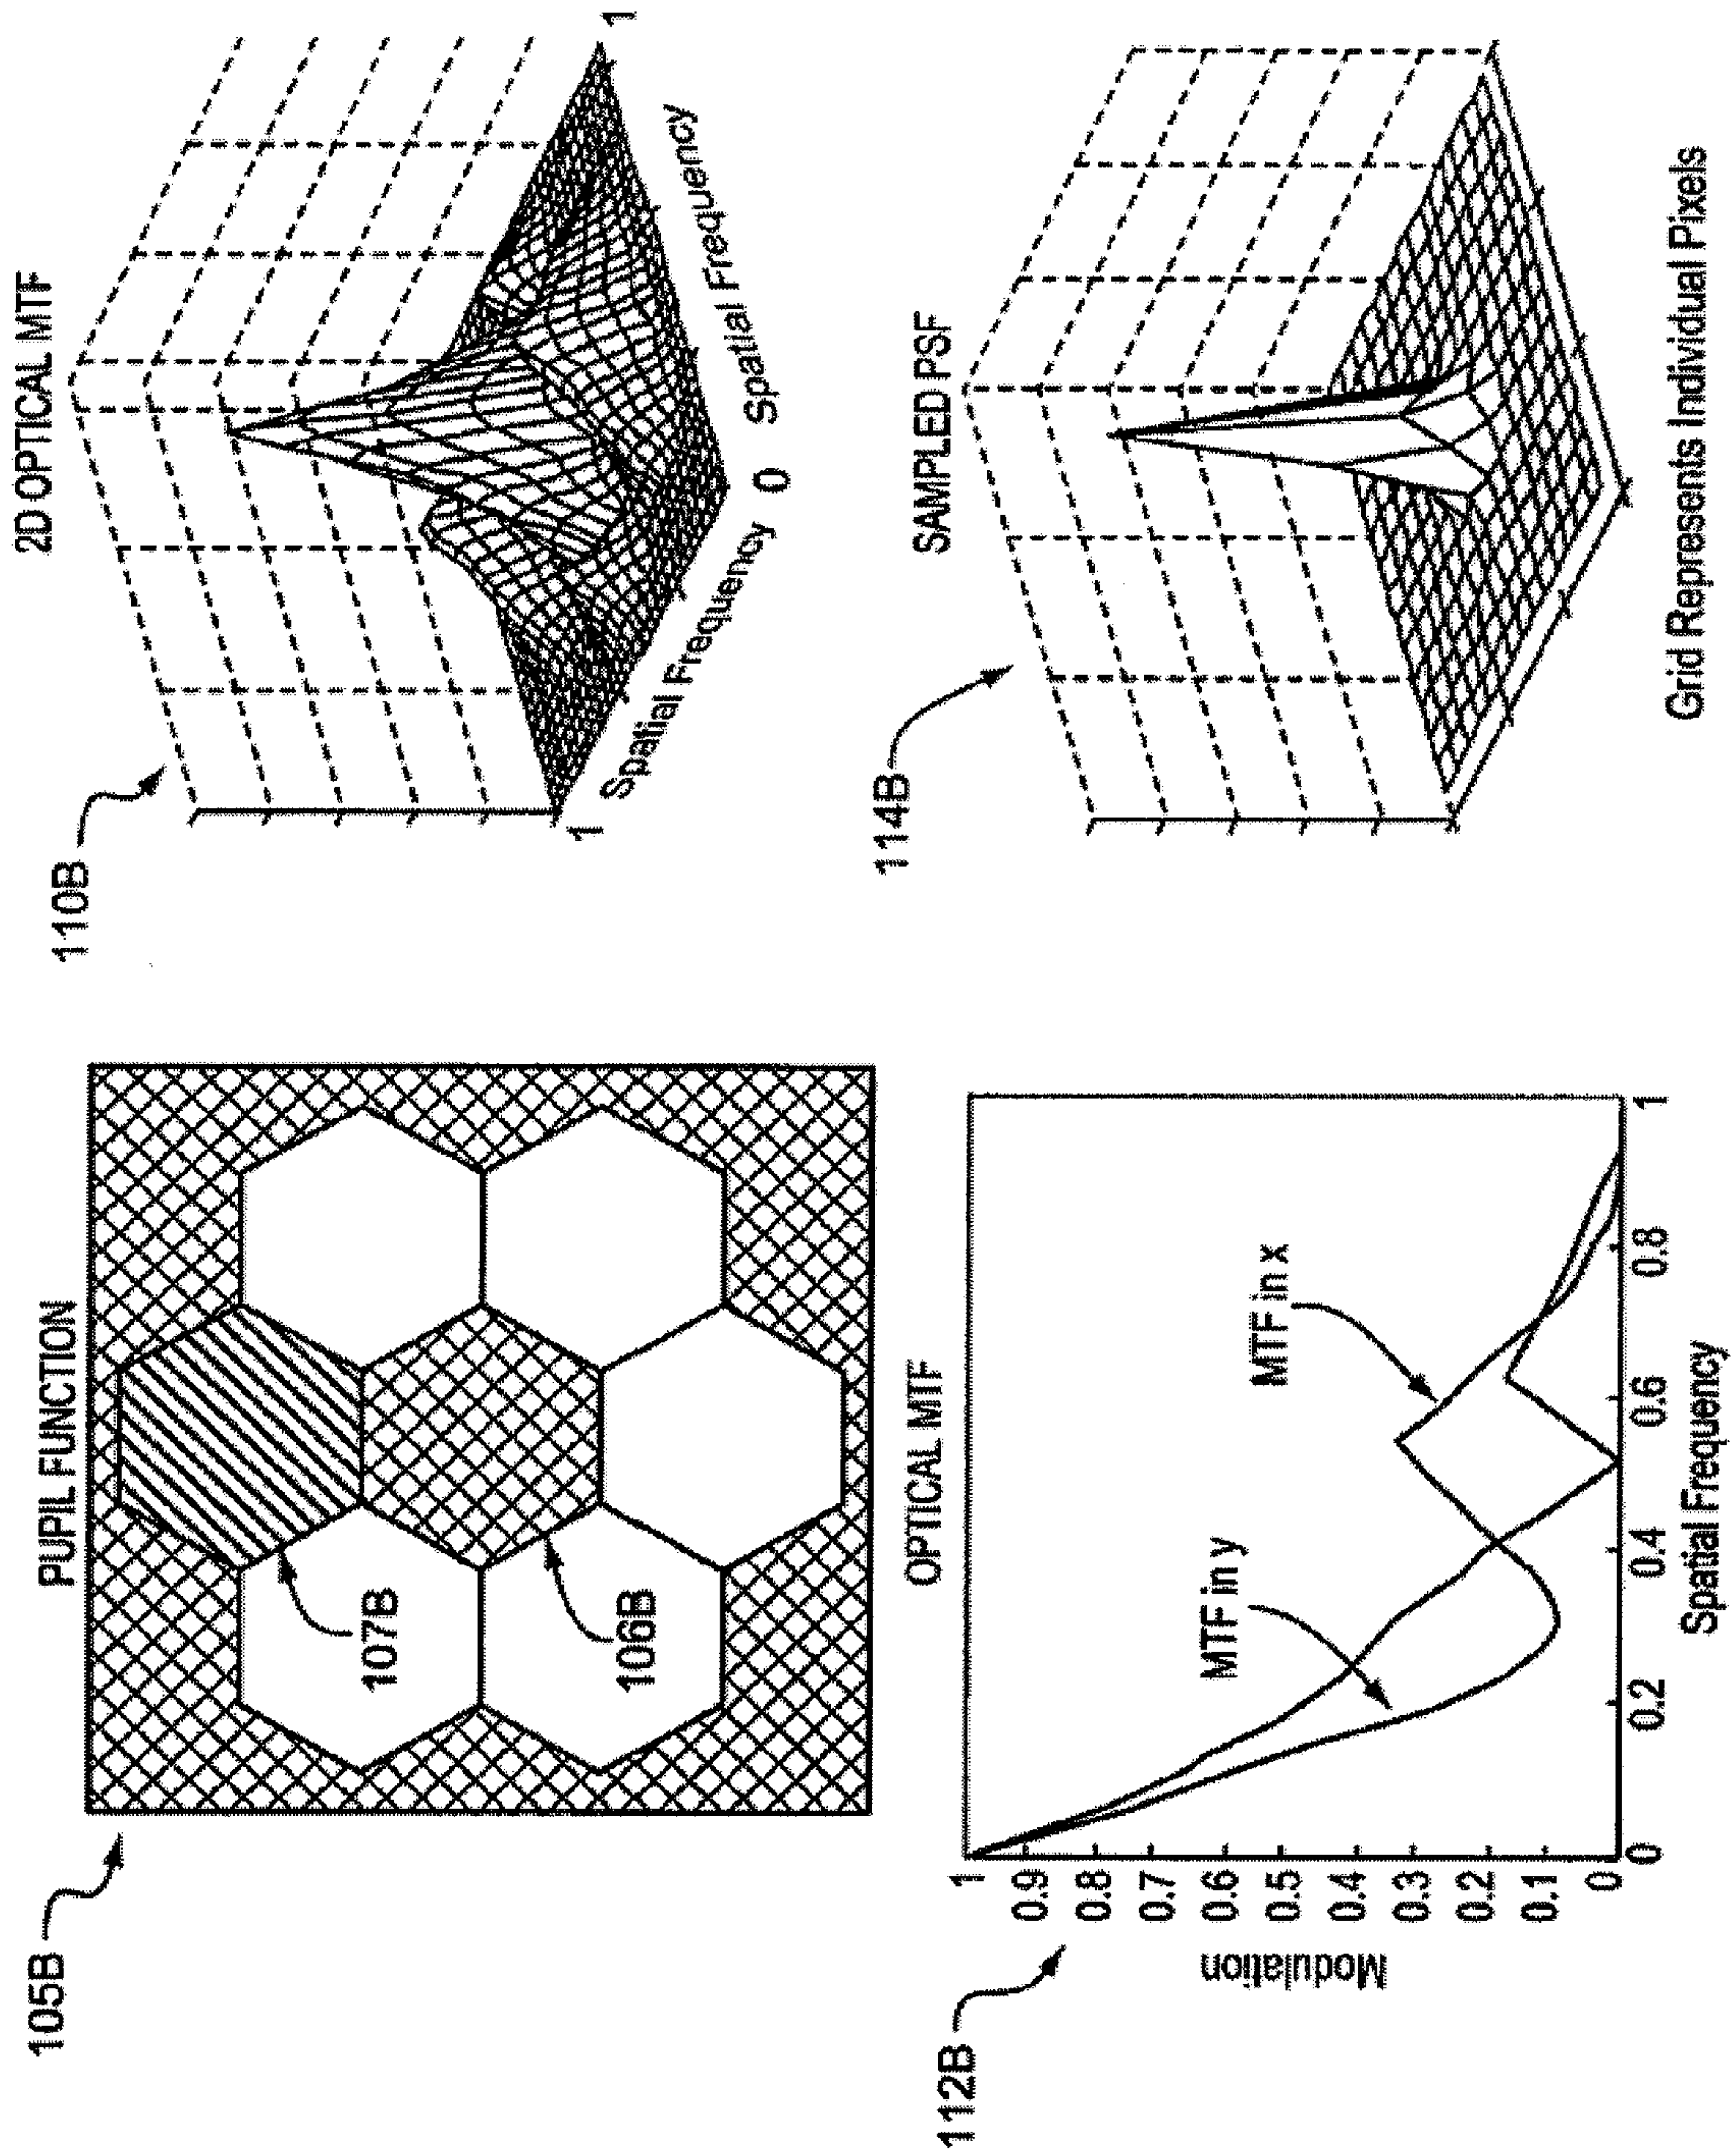 105B
PUPIL FUNCTION
107B
106B
110B
2D OPTICAL MTF
1
Spatial Frequency
0
Spatial Frequency
1
112B
OPTICAL MTF
Modulation
1
0.9
0.8
0.7
0.6
0.5
0.4
0.3
0.2
0.1
0
MTF in y
MTF in x
0
0.2
0.4
0.6
0.8
1
Spatial Frequency
114B
SAMPLED PSF
Grid Represents Individual Pixels